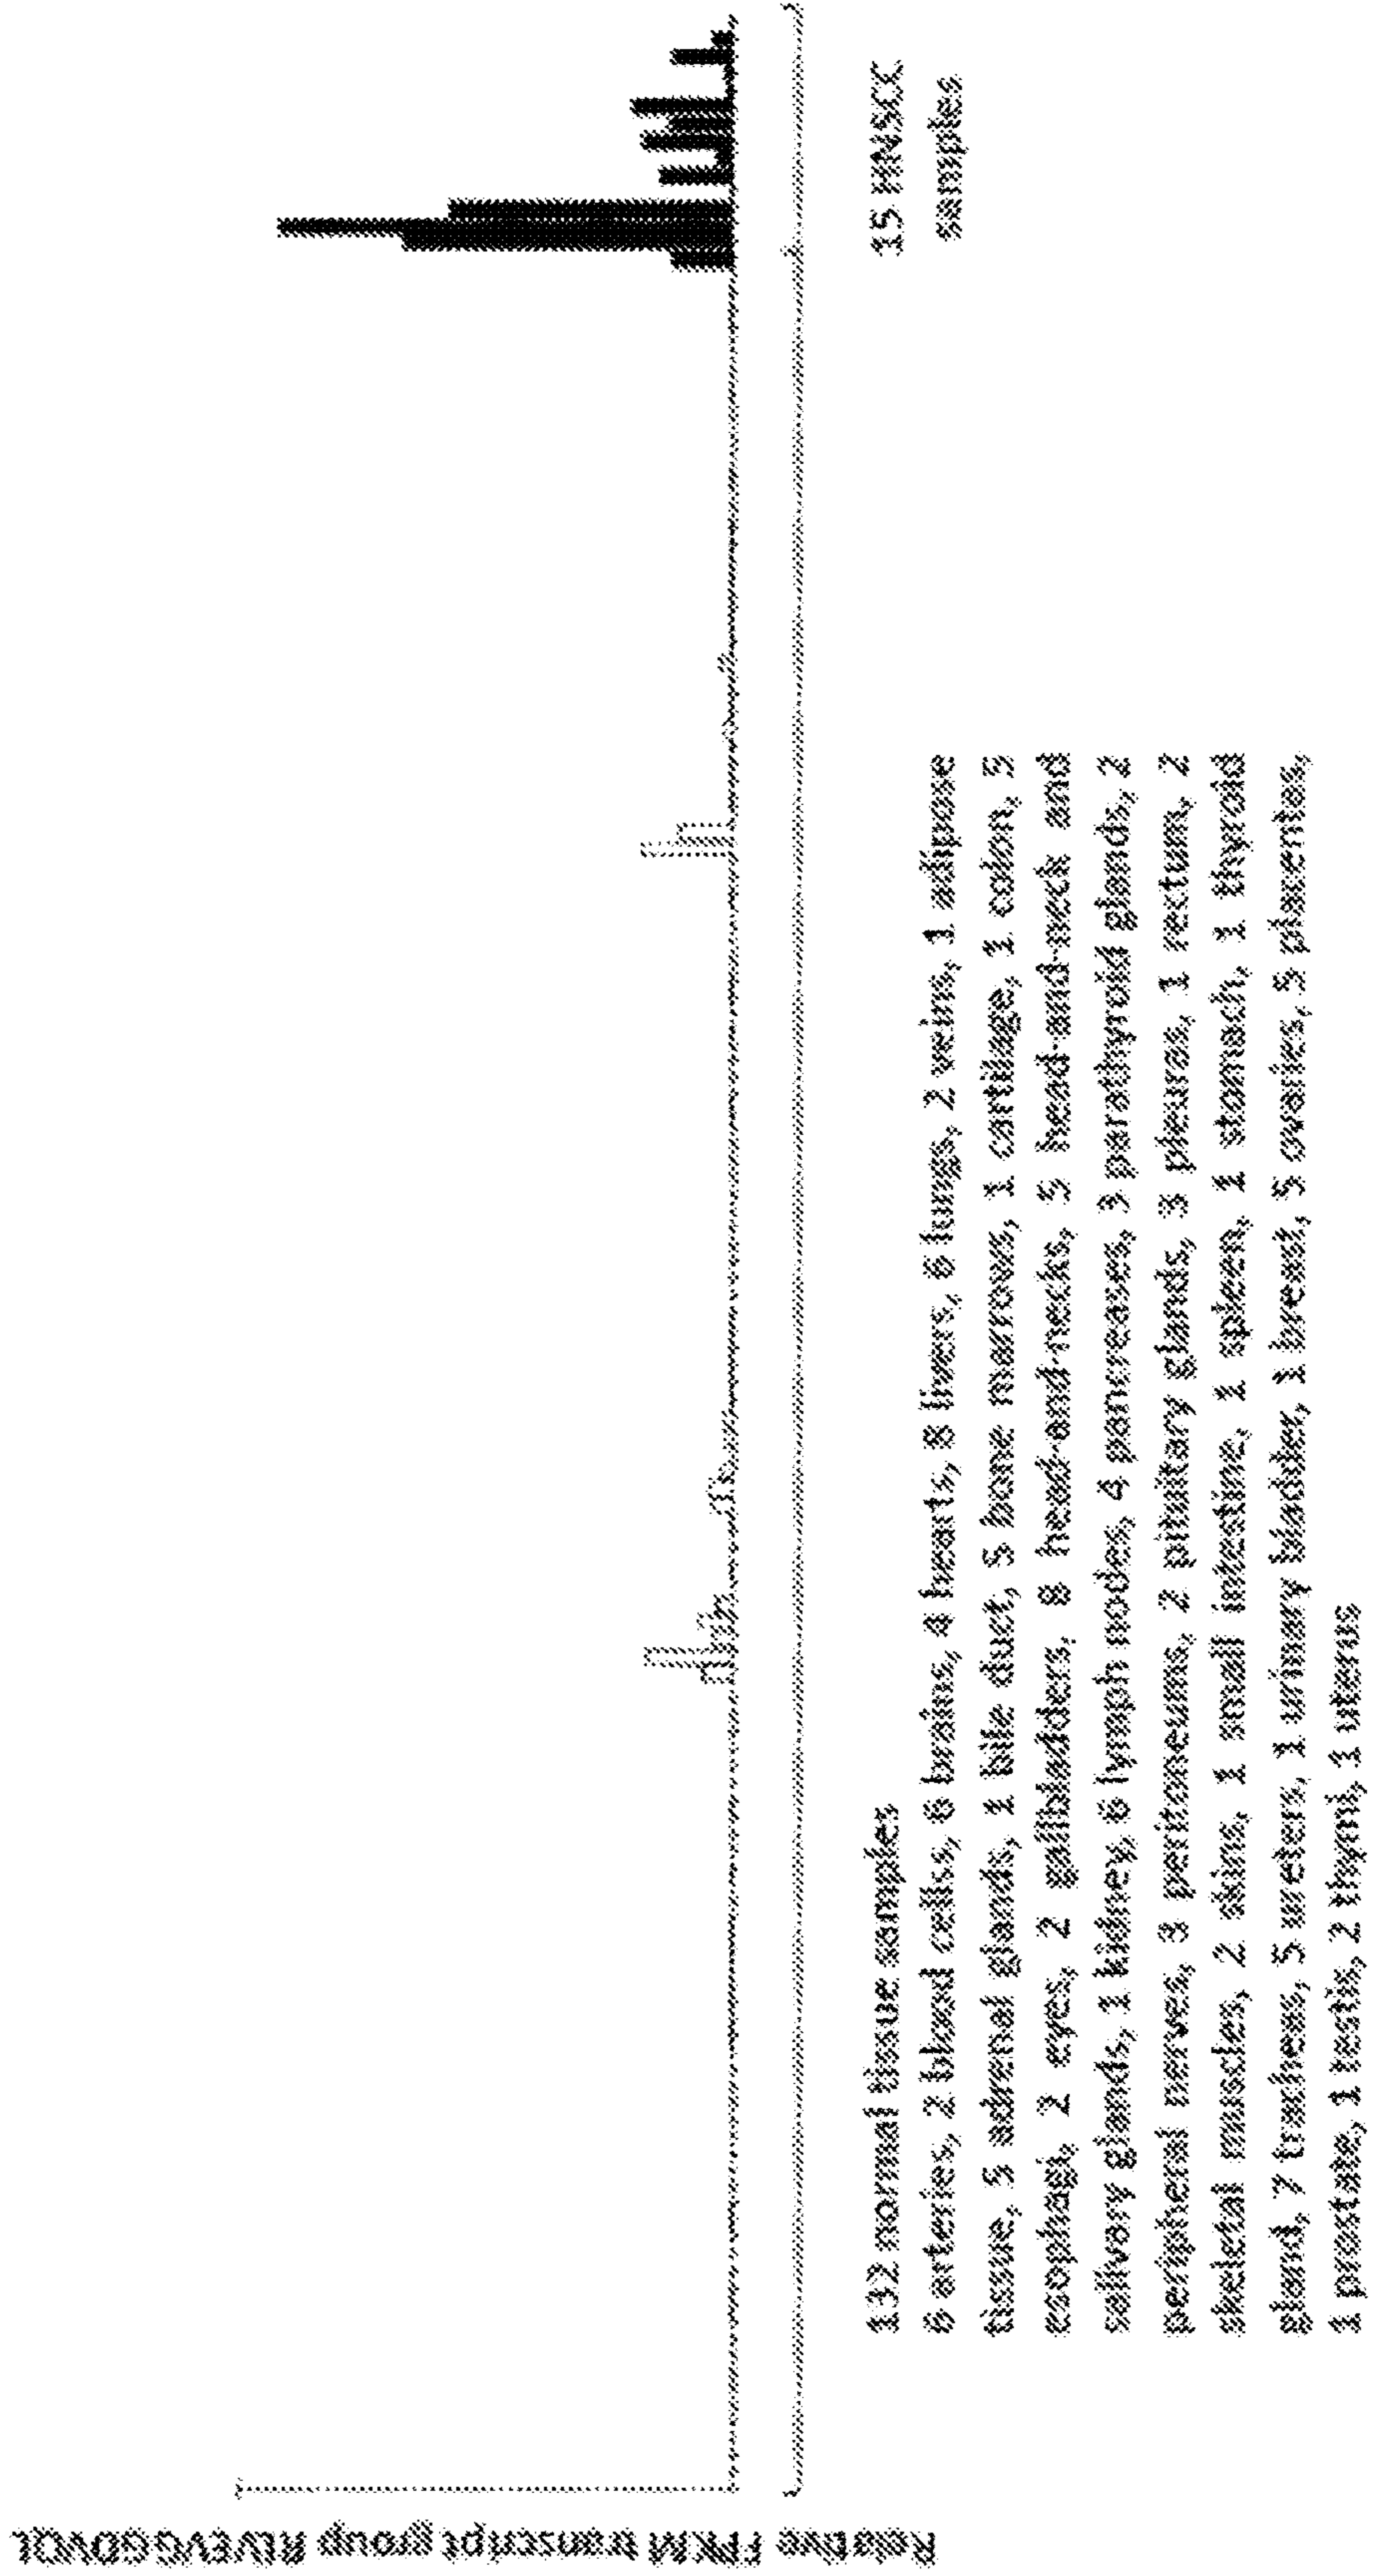 Relative FPKM transcript group RLVEVGGDVQL
132 normal tissue samples
6 arteries, 2 blood cells, 8 brains, 4 hearts, 8 livers, 6 lungs, 2 veins, 1 adipose
tissue, 5 adrenal glands, 1 bile duct, 5 bone marrows, 1 cartilage, 1 colon, 5
esophagi, 2 eyes, 2 gallbladders, 8 head-and-necks, 5 head-and-neck and
salivary glands, 1 kidney, 6 lymph nodes, 4 pancreases, 3 parathyroid glands, 2
peripheral nerves, 3 peritoneums, 2 pituitary glands, 3 pleuras, 1 rectum, 2
skeletal muscles, 2 skins, 1 small intestine, 1 spleen, 1 stomach, 1 thyroid
gland, 7 tracheas, 5 ureters, 1 urinary bladder, 1 breast, 5 ovaries, 5 placentas,
1 prostate, 1 testis, 2 thymi, 1 uterus
15 HNSCC
samples